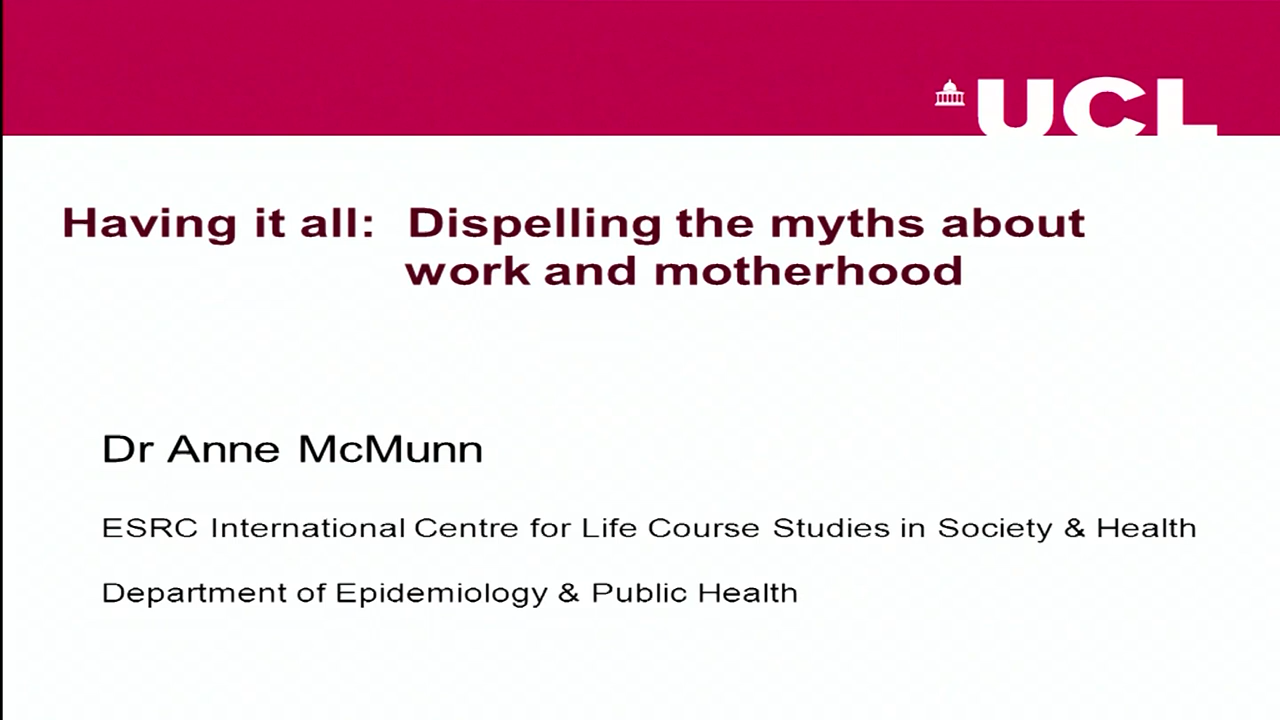 UCL
Having it all: Dispelling the myths about
work and motherhood
Dr Anne McMunn
ESRC International Centre for Life Course Studies in Society & Health
Department of Epidemiology & Public Health